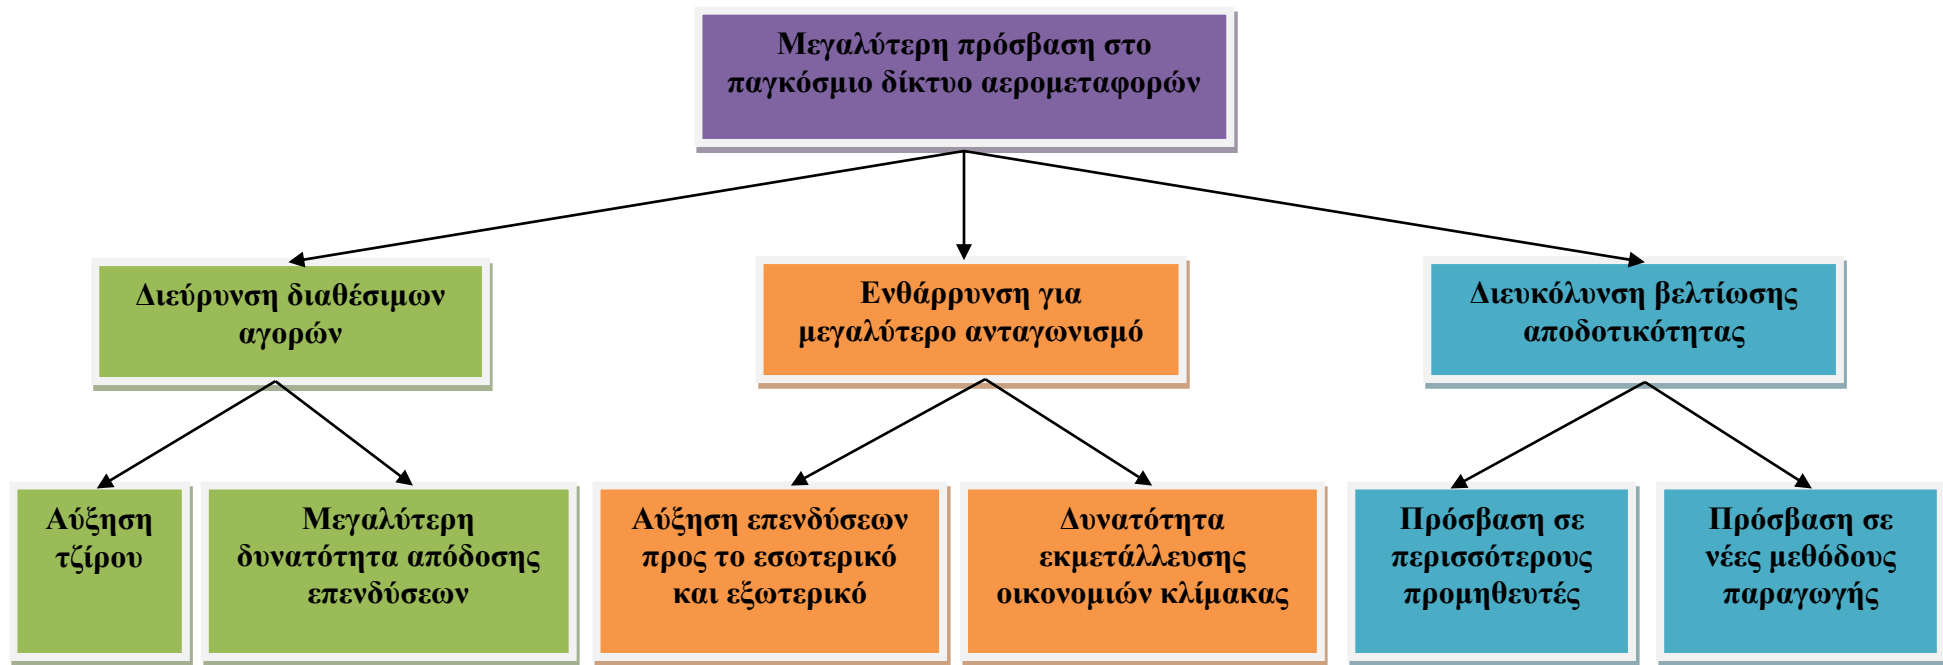 Μεγαλύτερη πρόσβαση στο
παγκόσμιο δίκτυο αερομεταφορών
Διεύρυνση διαθέσιμων
αγορών
Ενθάρρυνση για
μεγαλύτερο ανταγωνισμό
Διευκόλυνση βελτίωσης
αποδοτικότητας
Αύξηση
τζίρου
Μεγαλύτερη
δυνατότητα απόδοσης
επενδύσεων
Αύξηση επενδύσεων
προς το εσωτερικό
και εξωτερικό
Δυνατότητα
εκμετάλλευσης
οικονομιών κλίμακας
Πρόσβαση σε
περισσότερους
προμηθευτές
Πρόσβαση σε
νέες μεθόδους
παραγωγής